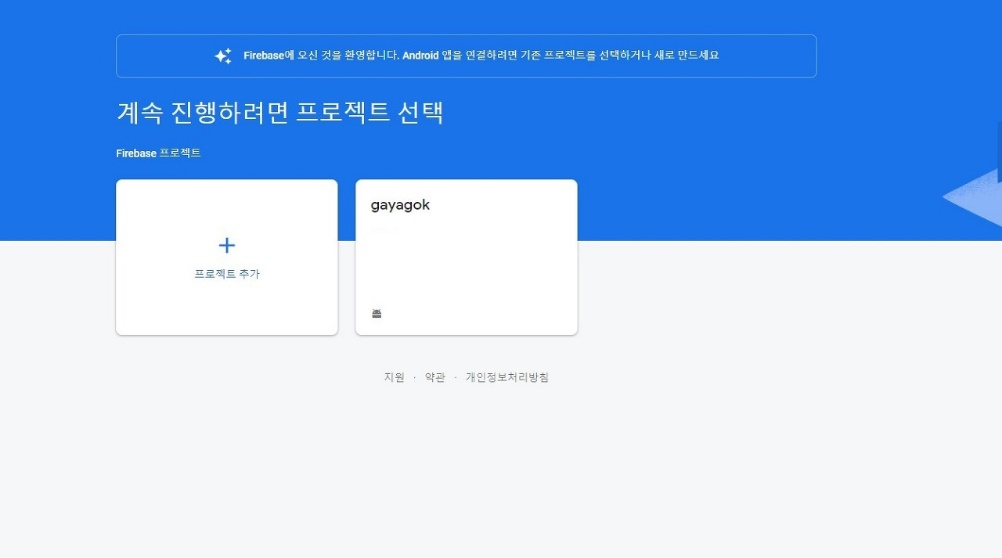 Firebase에 오신 것을 환영합니다. Android 앱을 연결하려면 기존 프로젝트를 선택하거나 새로 만드세요
계속 진행하려면 프로젝트 선택
Firebase 프로젝트
프로젝트 추가
gayagok
지원 · 약관 · 개인정보처리방침